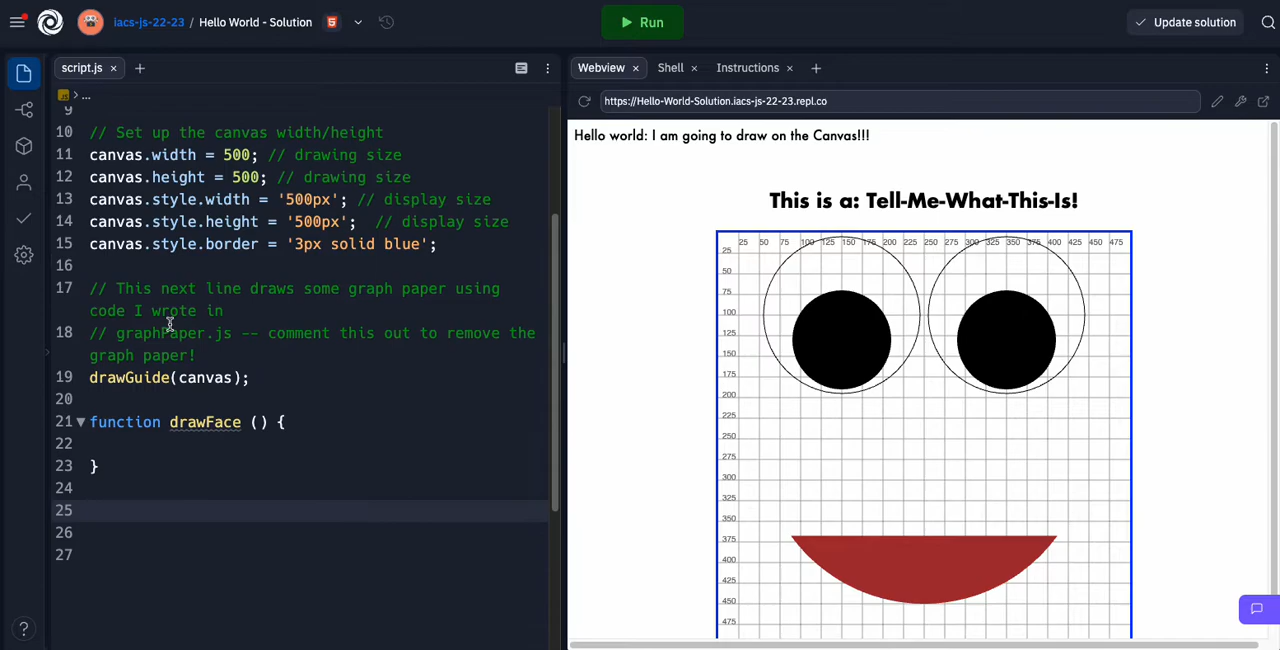 iacs-js-22-23 / Hello World - Solution
Run
Update solution
script.js × +
...
9
10 // Set up the canvas width/height
11 canvas.width = 500; // drawing size
12 canvas.height = 500; // drawing size
13 canvas.style.width = '500px'; // display size
14 canvas.style.height = '500px';  // display size
15 canvas.style.border = '3px solid blue';
16
17 // This next line draws some graph paper using
code I wrote in
18 // graphPaper.js -- comment this out to remove the
graph paper!
19 drawGuide(canvas);
20
21 function drawFace () {
22
23 }
24
25
26
27
?
Webview × Shell × Instructions × +
https://Hello-World-Solution.iacs-js-22-23.repl.co
Hello world: I am going to draw on the Canvas!!!
This is a: Tell-Me-What-This-Is!
25 50 75 100 125 150 175 200 225 250 275 300 325 350 375 400 425 450 475
25
50
75
100
125
150
175
200
225
250
275
300
325
350
375
400
425
450
475